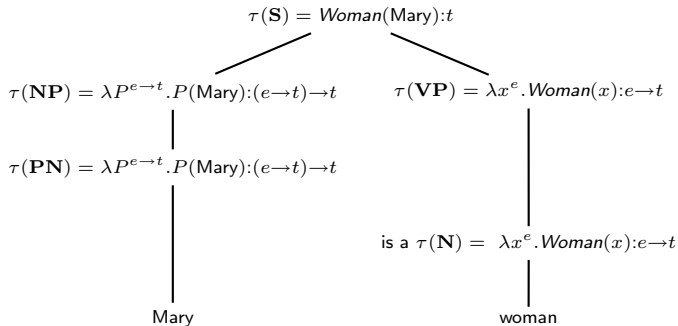 τ(S) = Woman(Mary):t
τ(NP) = λP^{e→t}.P(Mary):(e→t)→t
τ(VP) = λx^e.Woman(x):e→t
τ(PN) = λP^{e→t}.P(Mary):(e→t)→t
is a τ(N) = λx^e.Woman(x):e→t
Mary
woman